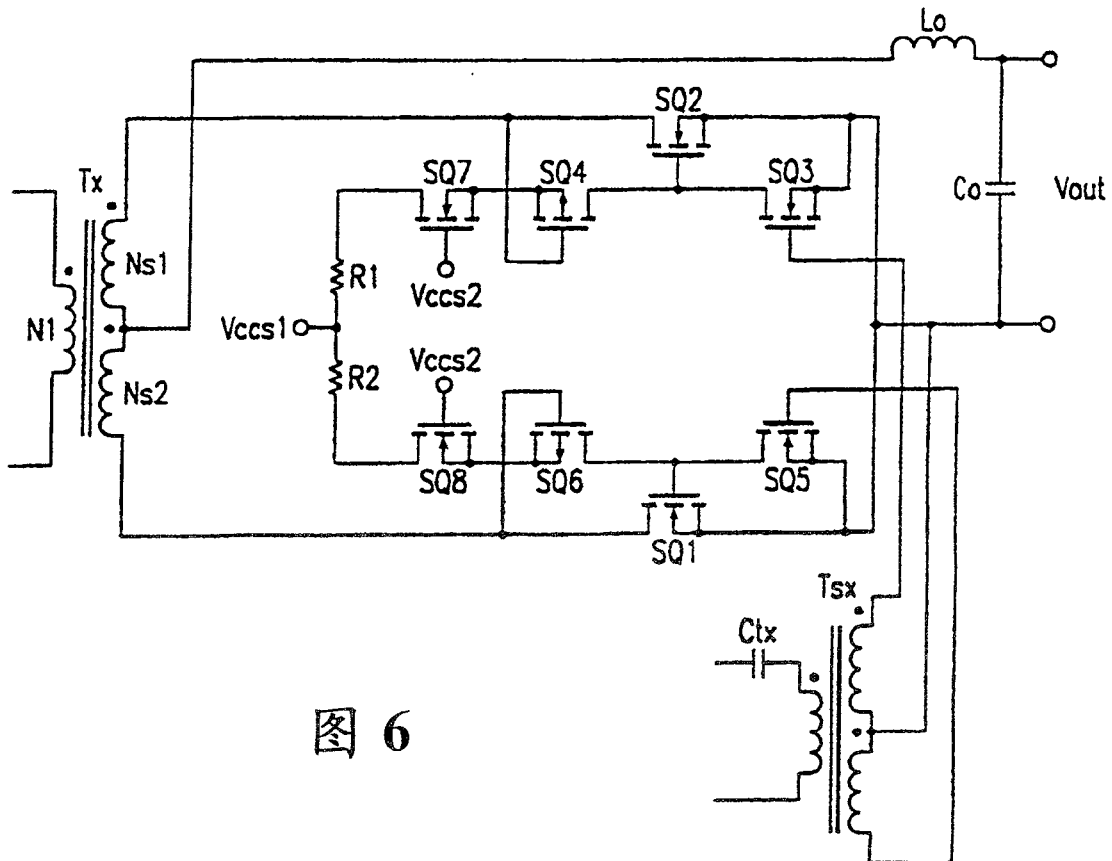 Lo
SQ2
Tx
SQ7
SQ4
SQ3
Co
Vout
Ns1
R1
Vccs2
N1
Vccs1
Vccs2
R2
Ns2
SQ8
SQ6
SQ5
SQ1
Tsx
Ctx
图 6